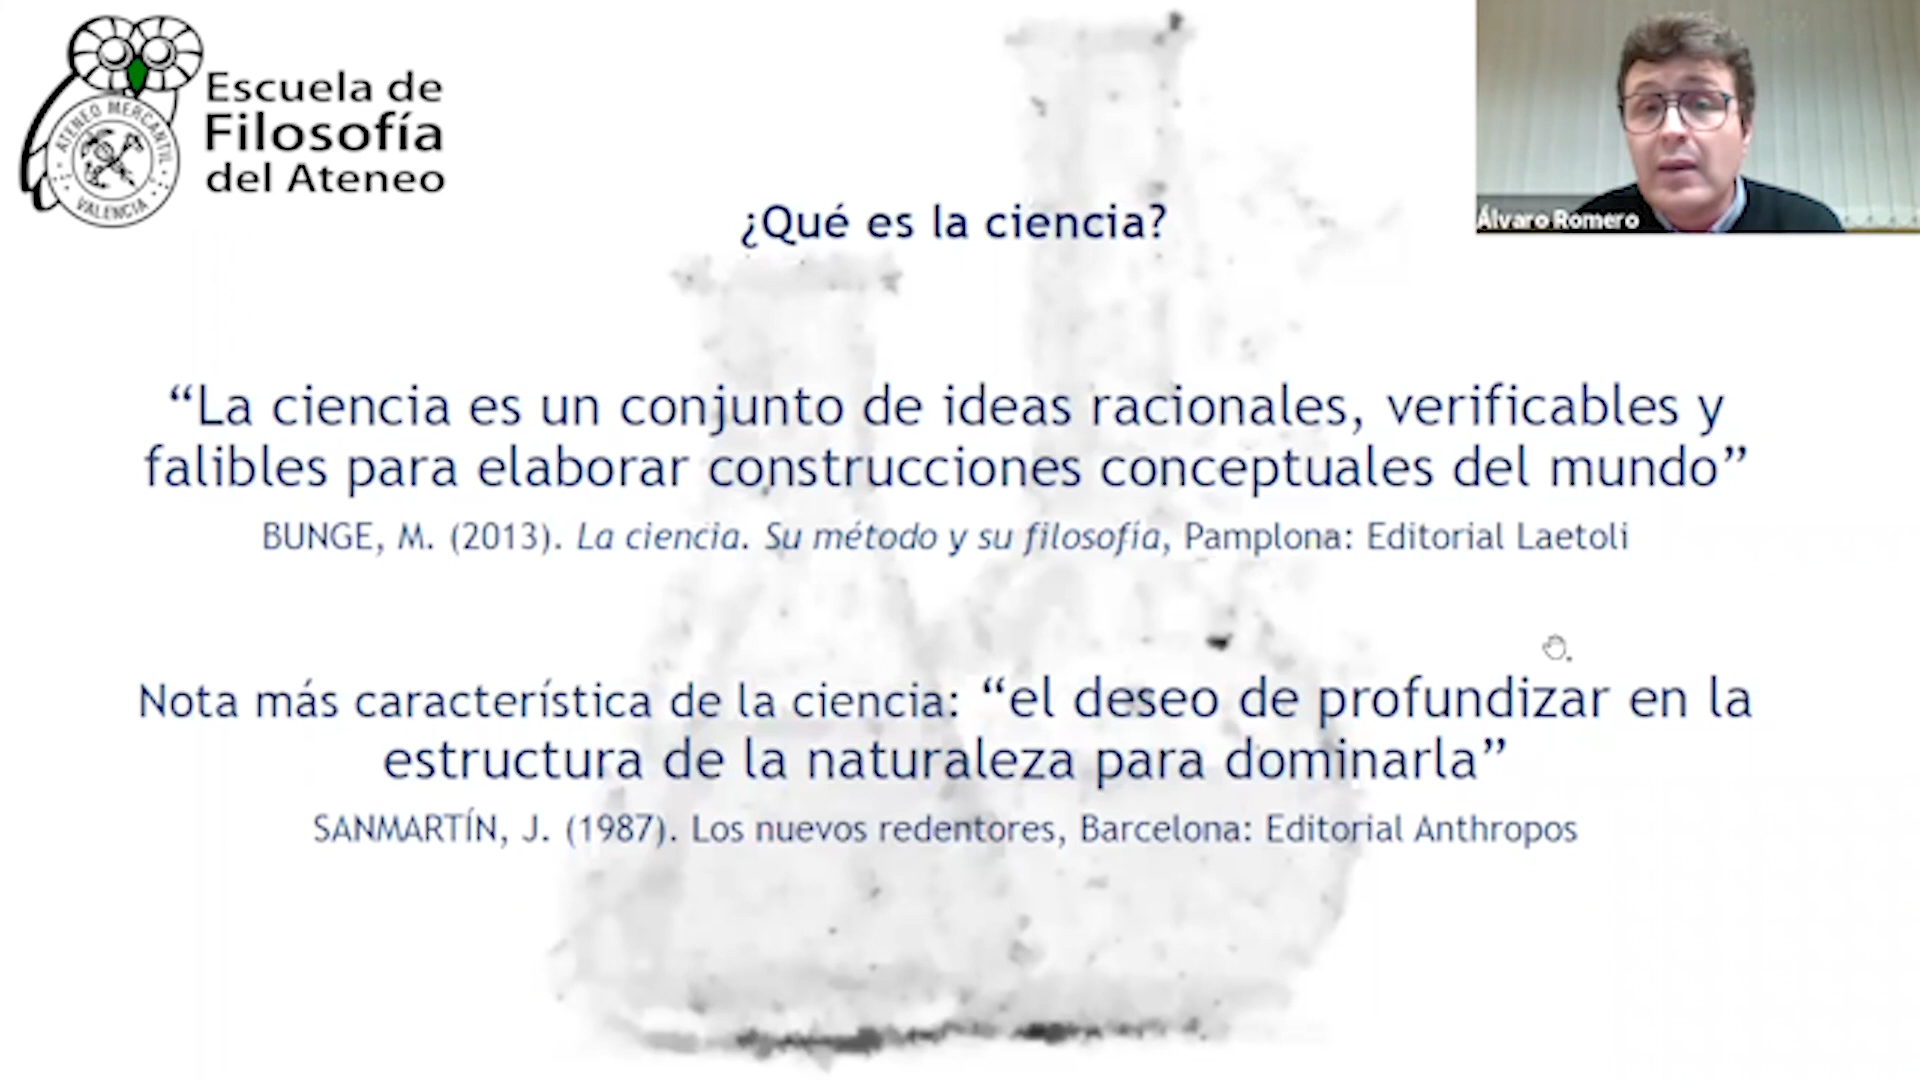 Escuela de
Filosofía
del Ateneo
ATENEO MERCANTIL
VALENCIA
Álvaro Romero
¿Qué es la ciencia?
“La ciencia es un conjunto de ideas racionales, verificables y
falibles para elaborar construcciones conceptuales del mundo”
BUNGE, M. (2013). La ciencia. Su método y su filosofía, Pamplona: Editorial Laetoli
Nota más característica de la ciencia: “el deseo de profundizar en la
estructura de la naturaleza para dominarla”
SANMARTÍN, J. (1987). Los nuevos redentores, Barcelona: Editorial Anthropos